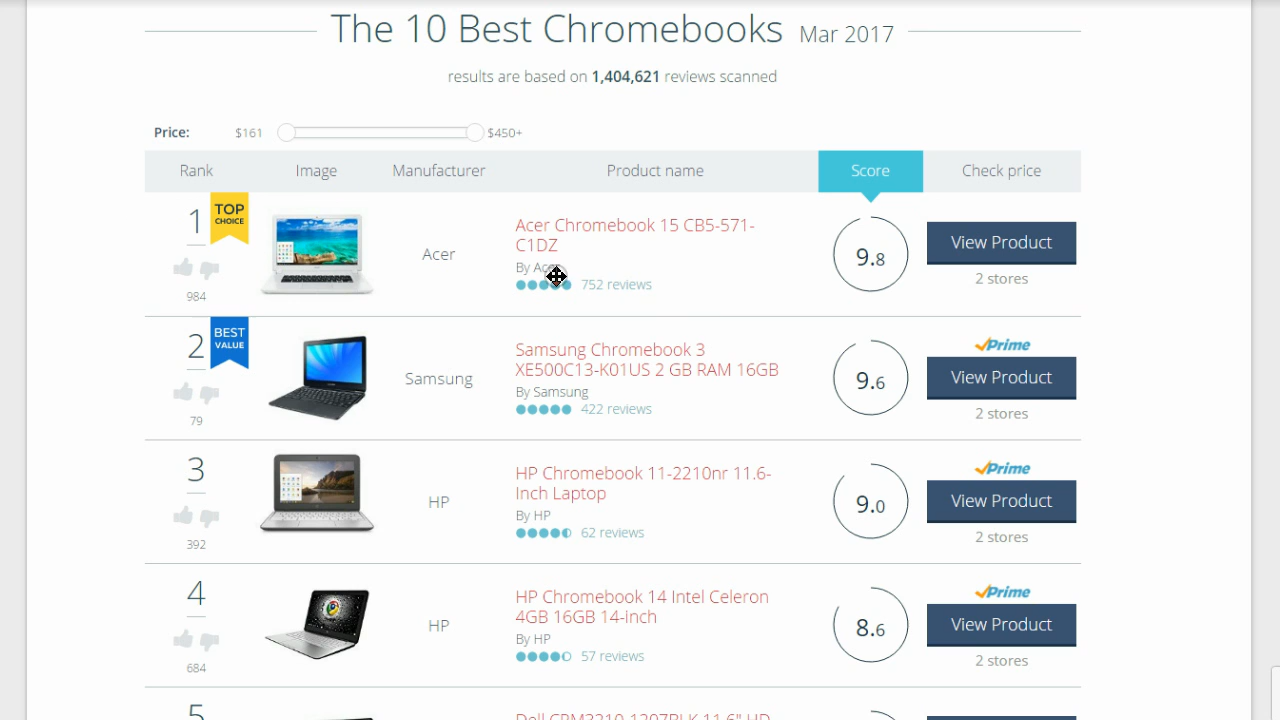 The 10 Best Chromebooks Mar 2017
results are based on 1,404,621 reviews scanned
Price: $161 $450+
Rank Image Manufacturer Product name Score Check price
1
TOP
CHOICE
984
Acer
Acer Chromebook 15 CB5-571-
C1DZ
By Acer
752 reviews
9.8
View Product
2 stores
2
BEST
VALUE
79
Samsung
Samsung Chromebook 3
XE500C13-K01US 2 GB RAM 16GB
By Samsung
422 reviews
9.6
Prime
View Product
2 stores
3
392
HP
HP Chromebook 11-2210nr 11.6-
Inch Laptop
By HP
62 reviews
9.0
Prime
View Product
2 stores
4
684
HP
HP Chromebook 14 Intel Celeron
4GB 16GB 14-inch
By HP
57 reviews
8.6
Prime
View Product
2 stores
5